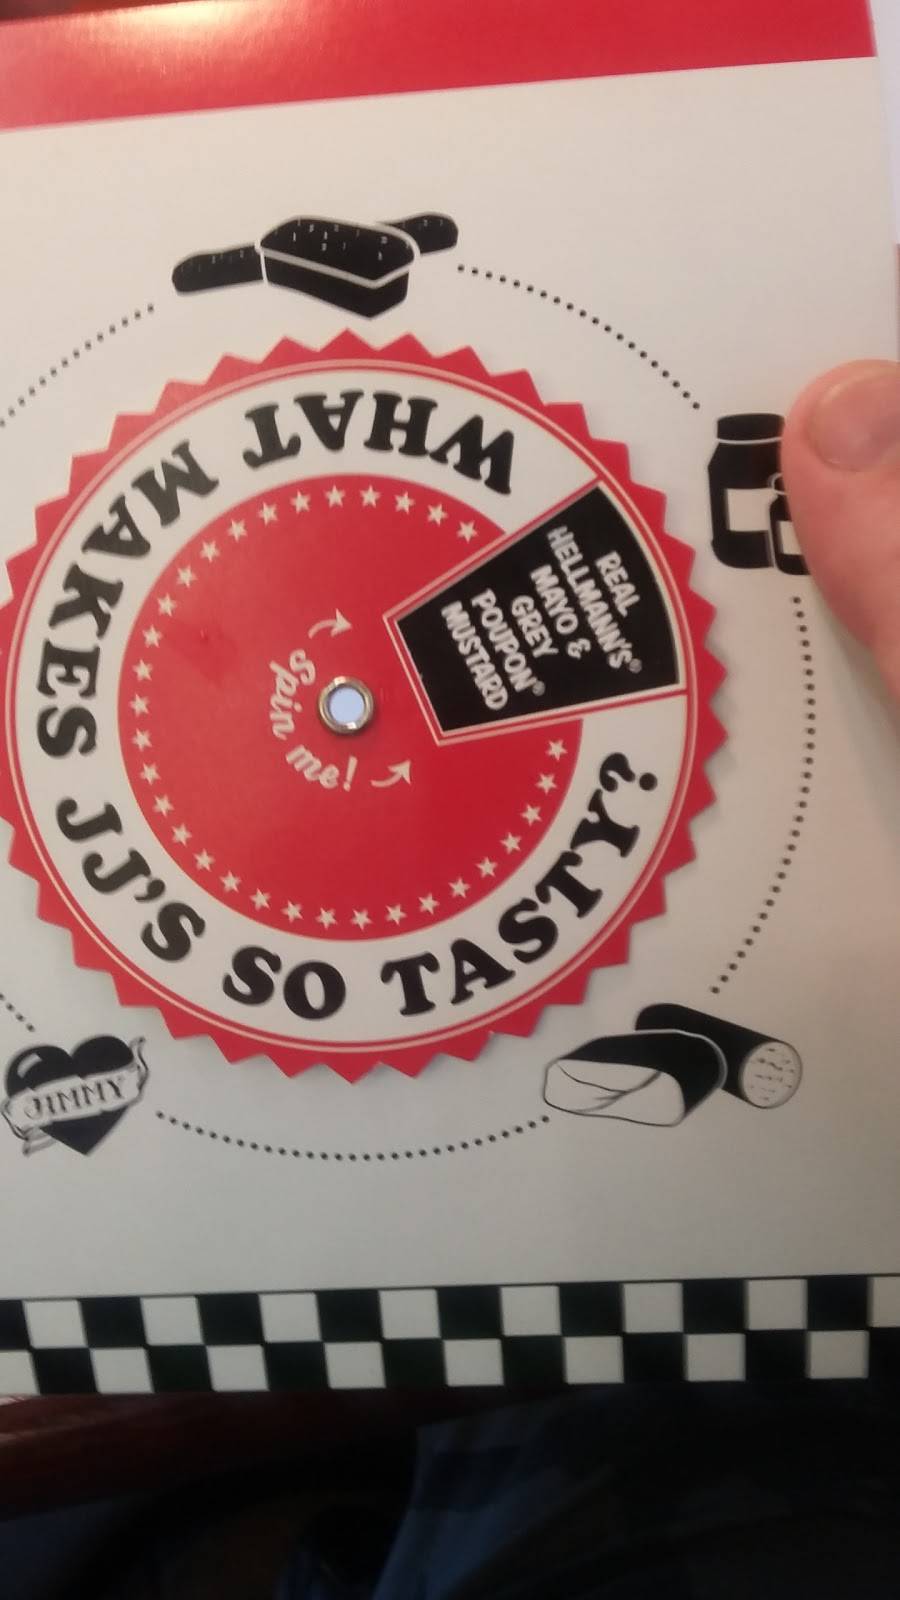 WHAT MAKES JJ'S SO TASTY?
REAL
HELLMANN'S®
MAYO &
GREY
POUPON®
MUSTARD
Spin me!
JIMMY